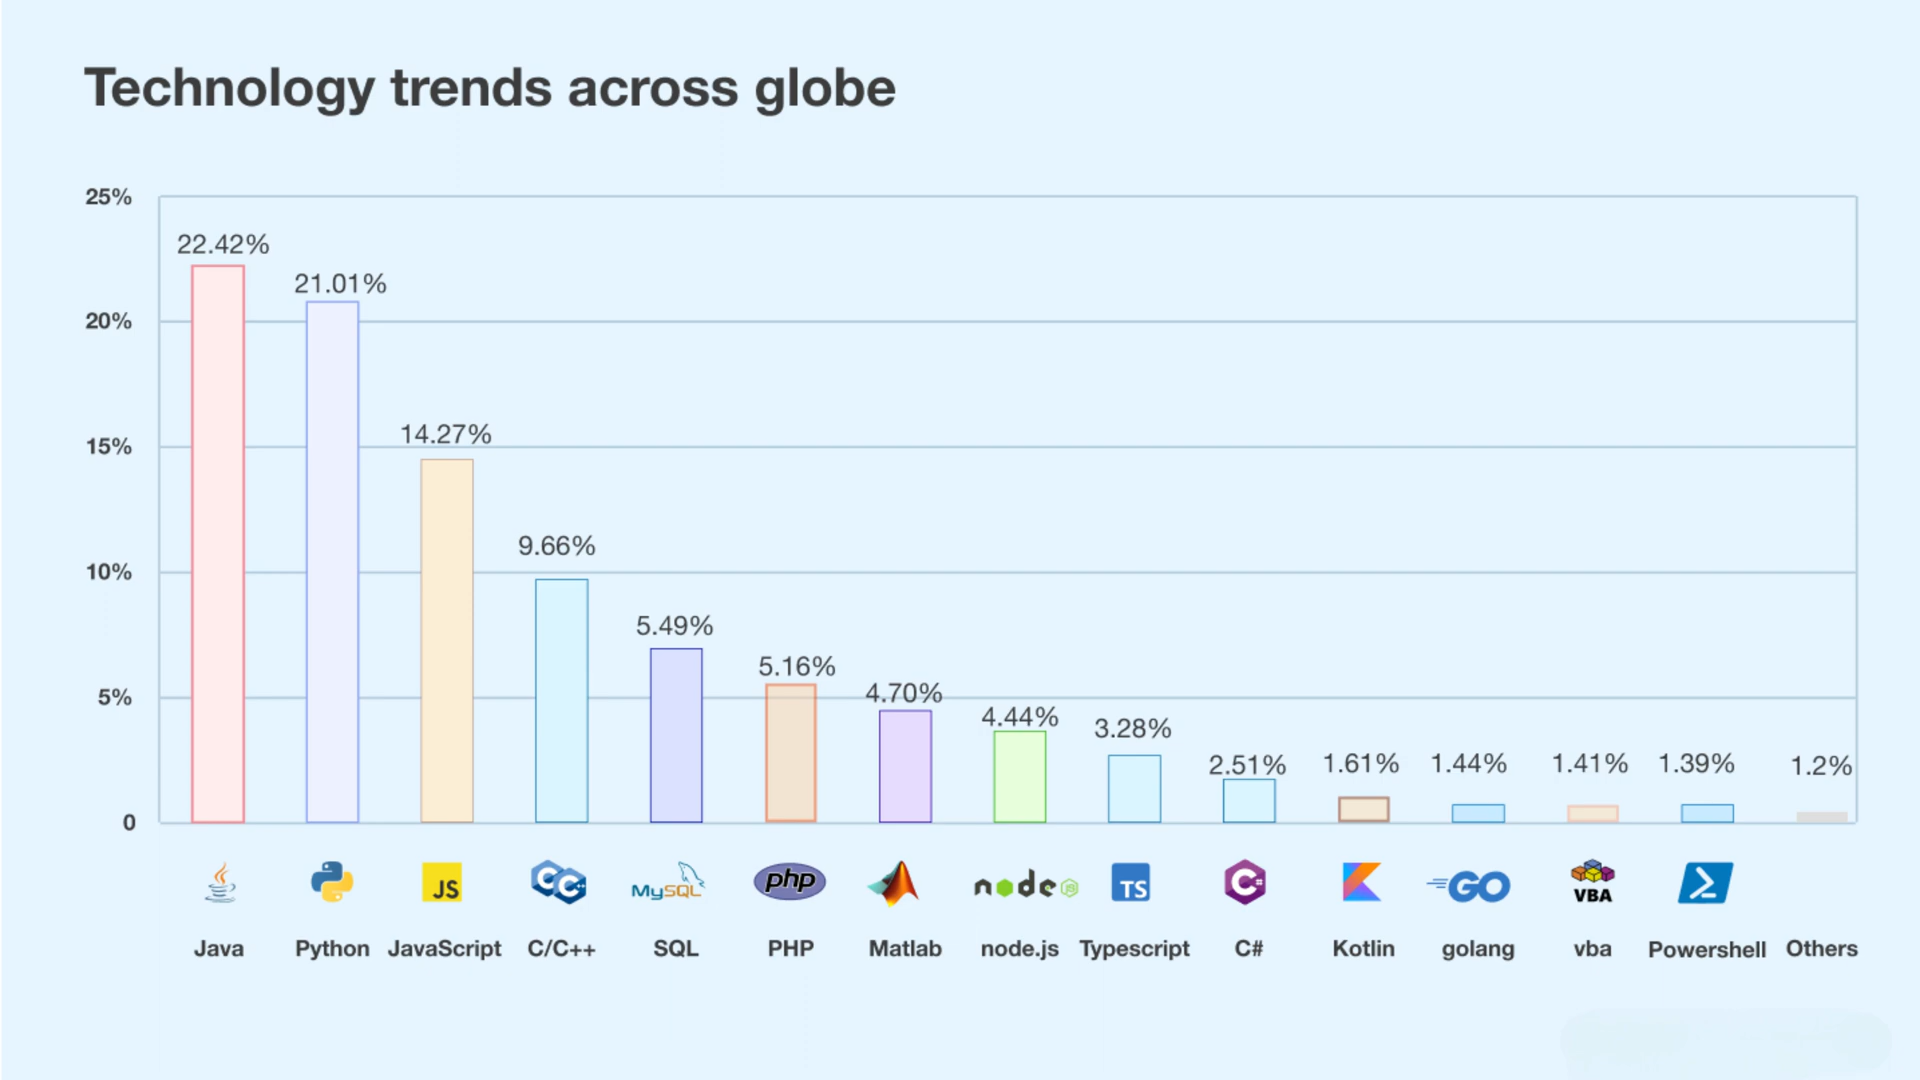 Technology trends across globe
25%
22.42%
21.01%
20%
14.27%
15%
9.66%
10%
5.49%
5.16%
5%
4.70%
4.44%
3.28%
2.51%
1.61%
1.44%
1.41%
1.39%
1.2%
0
JS
C C++
MySQL
php
node JS
TS
C#
GO
VBA
Java Python JavaScript C/C++ SQL PHP Matlab node.js Typescript C# Kotlin golang vba Powershell Others